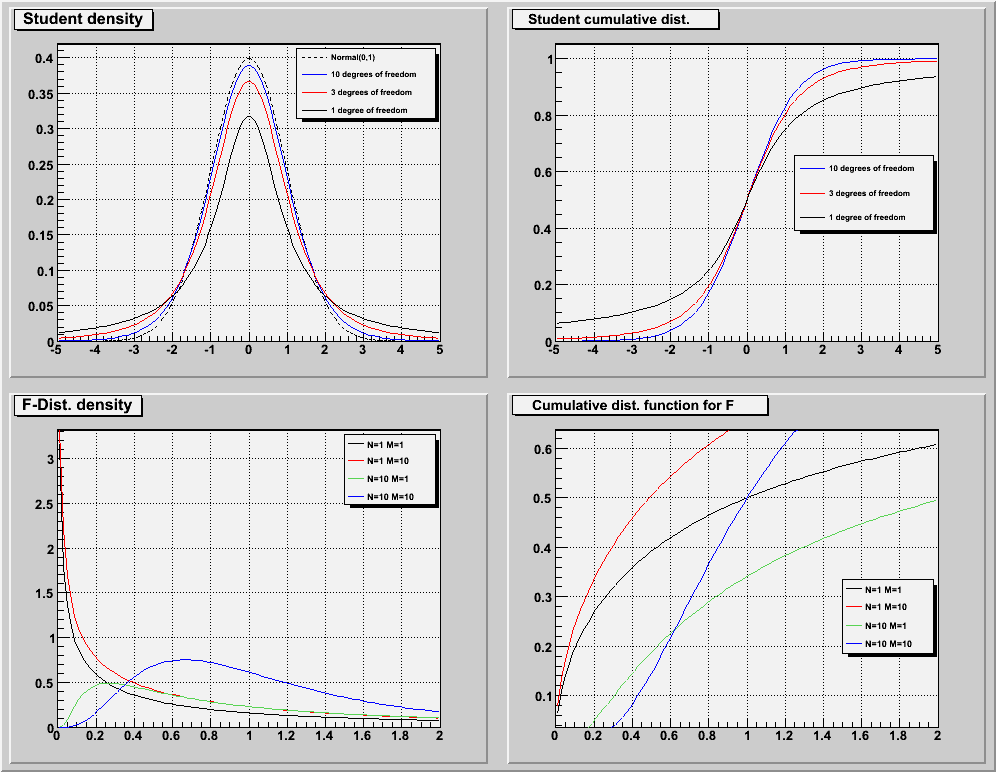 Student density
0.4
0.35
0.3
0.25
0.2
0.15
0.1
0.05
0
-5 -4 -3 -2 -1 0 1 2 3 4 5
Normal(0,1)
10 degrees of freedom
3 degrees of freedom
1 degree of freedom
Student cumulative dist.
1
0.8
0.6
0.4
0.2
0
-5 -4 -3 -2 -1 0 1 2 3 4 5
10 degrees of freedom
3 degrees of freedom
1 degree of freedom
F-Dist. density
3
2.5
2
1.5
1
0.5
0
0 0.2 0.4 0.6 0.8 1 1.2 1.4 1.6 1.8 2
N=1 M=1
N=1 M=10
N=10 M=1
N=10 M=10
Cumulative dist. function for F
0.6
0.5
0.4
0.3
0.2
0.1
0 0.2 0.4 0.6 0.8 1 1.2 1.4 1.6 1.8 2
N=1 M=1
N=1 M=10
N=10 M=1
N=10 M=10